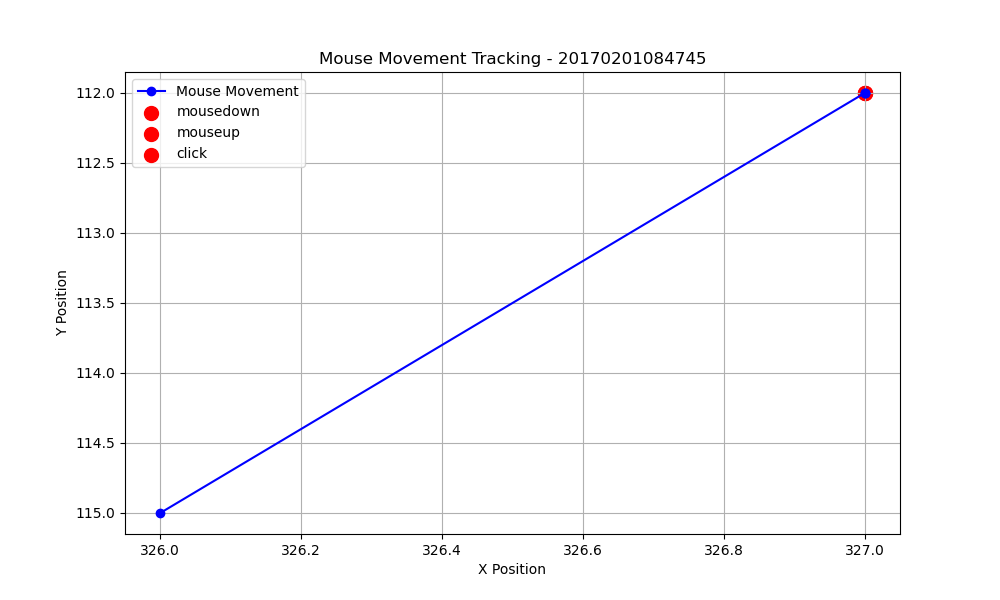 Mouse Movement Tracking - 20170201084745
Mouse Movement
mousedown
mouseup
click
112.0
112.5
113.0
113.5
114.0
114.5
115.0
Y Position
326.0 326.2 326.4 326.6 326.8 327.0
X Position